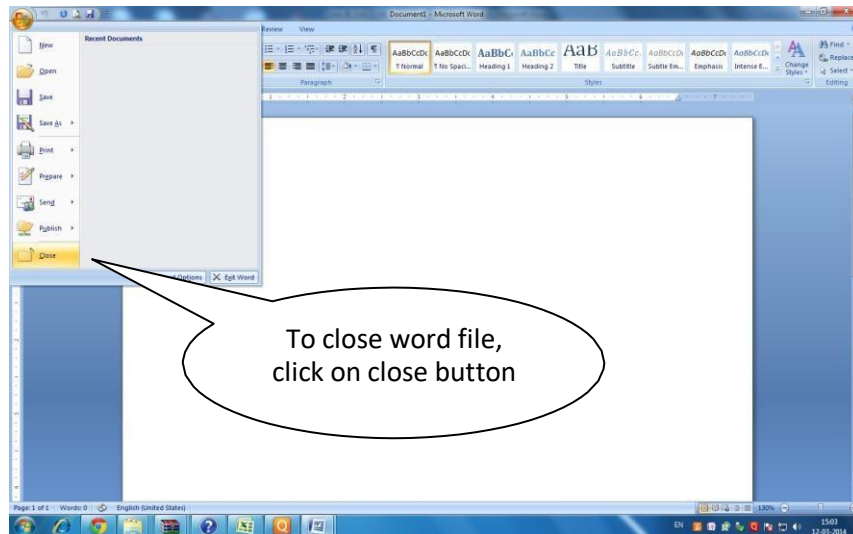 Document1 - Microsoft Word
Review View
New
Open
Save
Save As
Print
Prepare
Send
Publish
Close
Recent Documents
Options
Exit Word
AaBbCcDc AaBbCcDc AaBbC AaBbCc AaB AaBbCc. AaBbCcDi AaBbCcDi AaBbCcDi
¶ Normal ¶ No Spaci... Heading 1 Heading 2 Title Subtitle Subtle Em... Emphasis Intense E...
Change
Styles
Find
Replace
Select
Paragraph
Styles
Editing
To close word file,
click on close button
Page: 1 of 1 Words: 0 English (United States)
130%
EN
15:03
12-03-2014